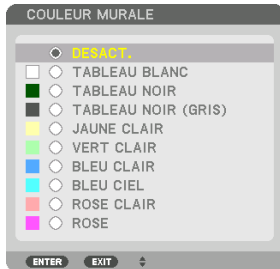 COULEUR MURALE
DESACT.
TABLEAU BLANC
TABLEAU NOIR
TABLEAU NOIR (GRIS)
JAUNE CLAIR
VERT CLAIR
BLEU CLAIR
BLEU CIEL
ROSE CLAIR
ROSE
ENTER EXIT